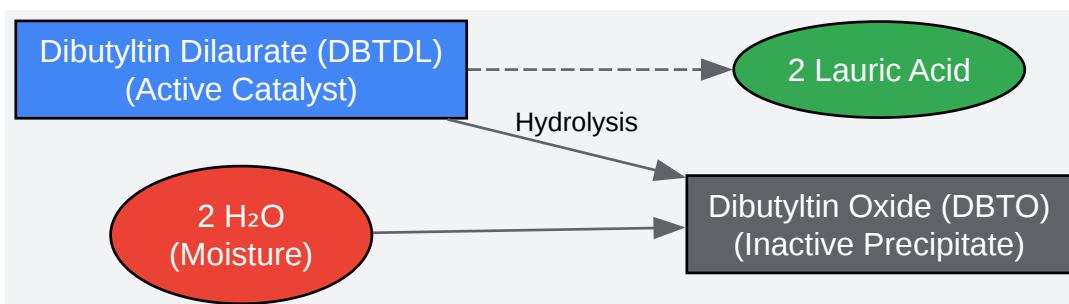 Dibutyltin Dilaurate (DBTDL)
(Active Catalyst)
2 Lauric Acid
Hydrolysis
2 H₂O
(Moisture)
Dibutyltin Oxide (DBTO)
(Inactive Precipitate)